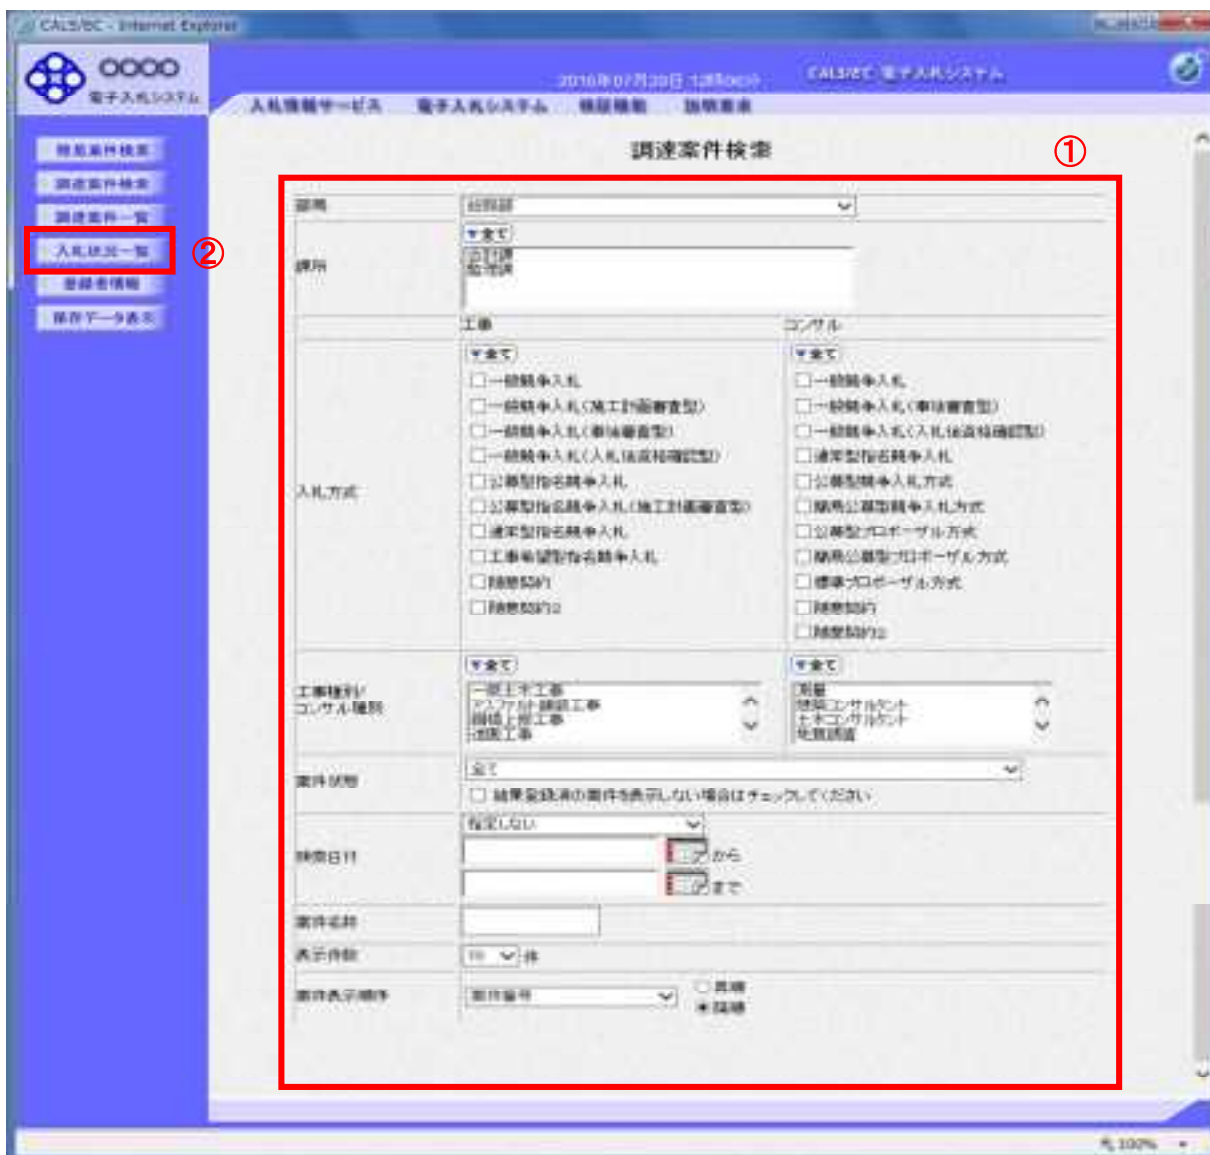 CALS/EC - Internet Explorer
〇〇〇〇
電子入札システム
CALS/EC 電子入札システム
入札情報サービス 電子入札システム 検証機能 説明要求
簡易案件検索
調達案件検索
調達案件一覧
入札状況一覧
登録者情報
保存データ表示
②
調達案件検索
①
部局 総務部
▼全て
課所
会計課
監理課
工事 コンサル
入札方式
▼全て
一般競争入札
一般競争入札(施工計画審査型)
一般競争入札(事後審査型)
一般競争入札(入札後資格確認型)
公募型指名競争入札
公募型指名競争入札(施工計画審査型)
通常型指名競争入札
工事希望型指名競争入札
随意契約
随意契約2
▼全て
一般競争入札
一般競争入札(事後審査型)
一般競争入札(入札後資格確認型)
通常型指名競争入札
公募型競争入札方式
簡易公募型競争入札方式
公募型プロポーザル方式
簡易公募型プロポーザル方式
標準プロポーザル方式
随意契約
随意契約2
工事種別/
コンサル種別
▼全て
一般土木工事
アスファルト舗装工事
鋼橋上部工事
造園工事
▼全て
測量
建築コンサルタント
土木コンサルタント
地質調査
案件状態 全て
結果登録済の案件を表示しない場合はチェックしてください
検索日付 指定しない
から
まで
案件名称
表示件数 10 件
案件表示順序 案件番号
昇順
降順
100%